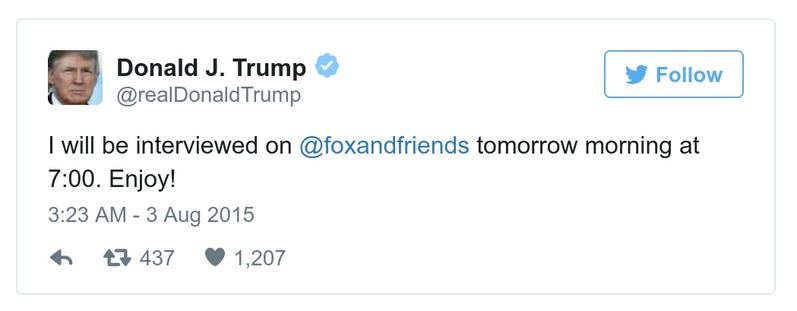 Donald J. Trump
@realDonaldTrump
Follow
I will be interviewed on @foxandfriends tomorrow morning at
7:00. Enjoy!
3:23 AM - 3 Aug 2015
437 1,207